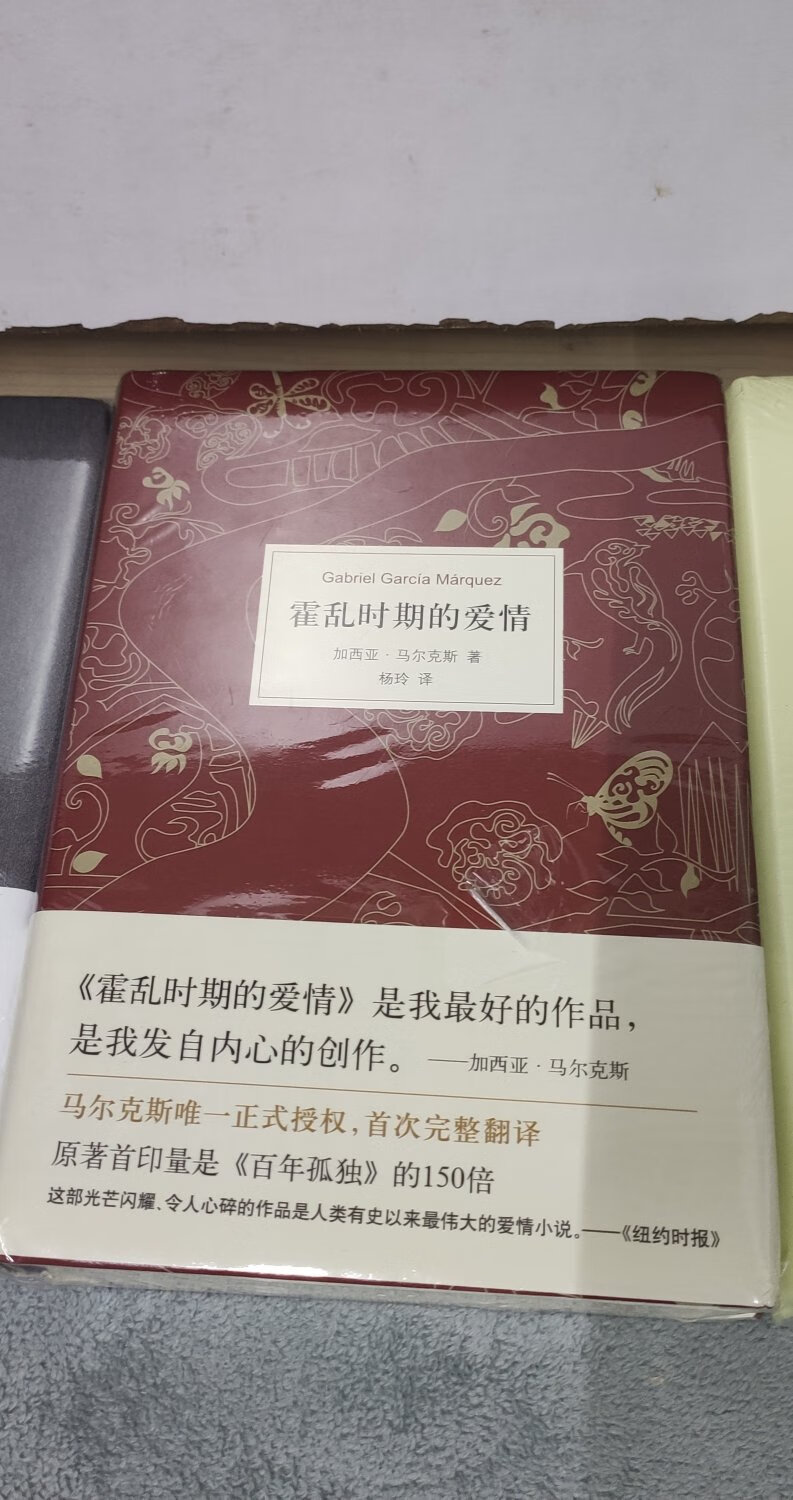 Gabriel García Márquez
霍乱时期的爱情
加西亚·马尔克斯 著
杨玲 译
《霍乱时期的爱情》是我最好的作品，
是我发自内心的创作。——加西亚·马尔克斯
马尔克斯唯一正式授权，首次完整翻译
原著首印量是《百年孤独》的150倍
这部光芒闪耀、令人心碎的作品是人类有史以来最伟大的爱情小说。——《纽约时报》